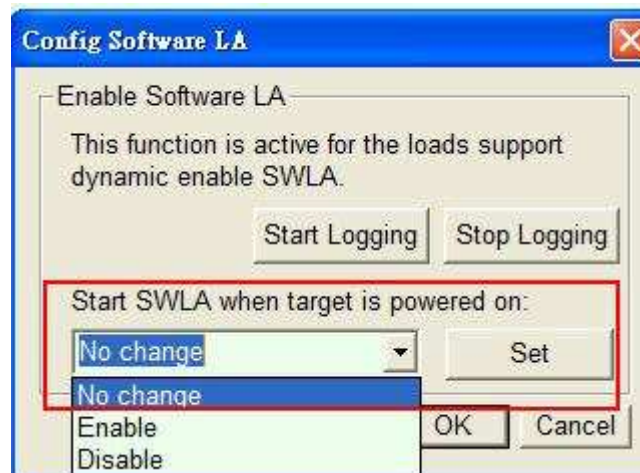 Config Software LA
Enable Software LA
This function is active for the loads support
dynamic enable SWLA.
Start Logging
Stop Logging
Start SWLA when target is powered on:
No change
Set
No change
Enable
Disable
OK
Cancel